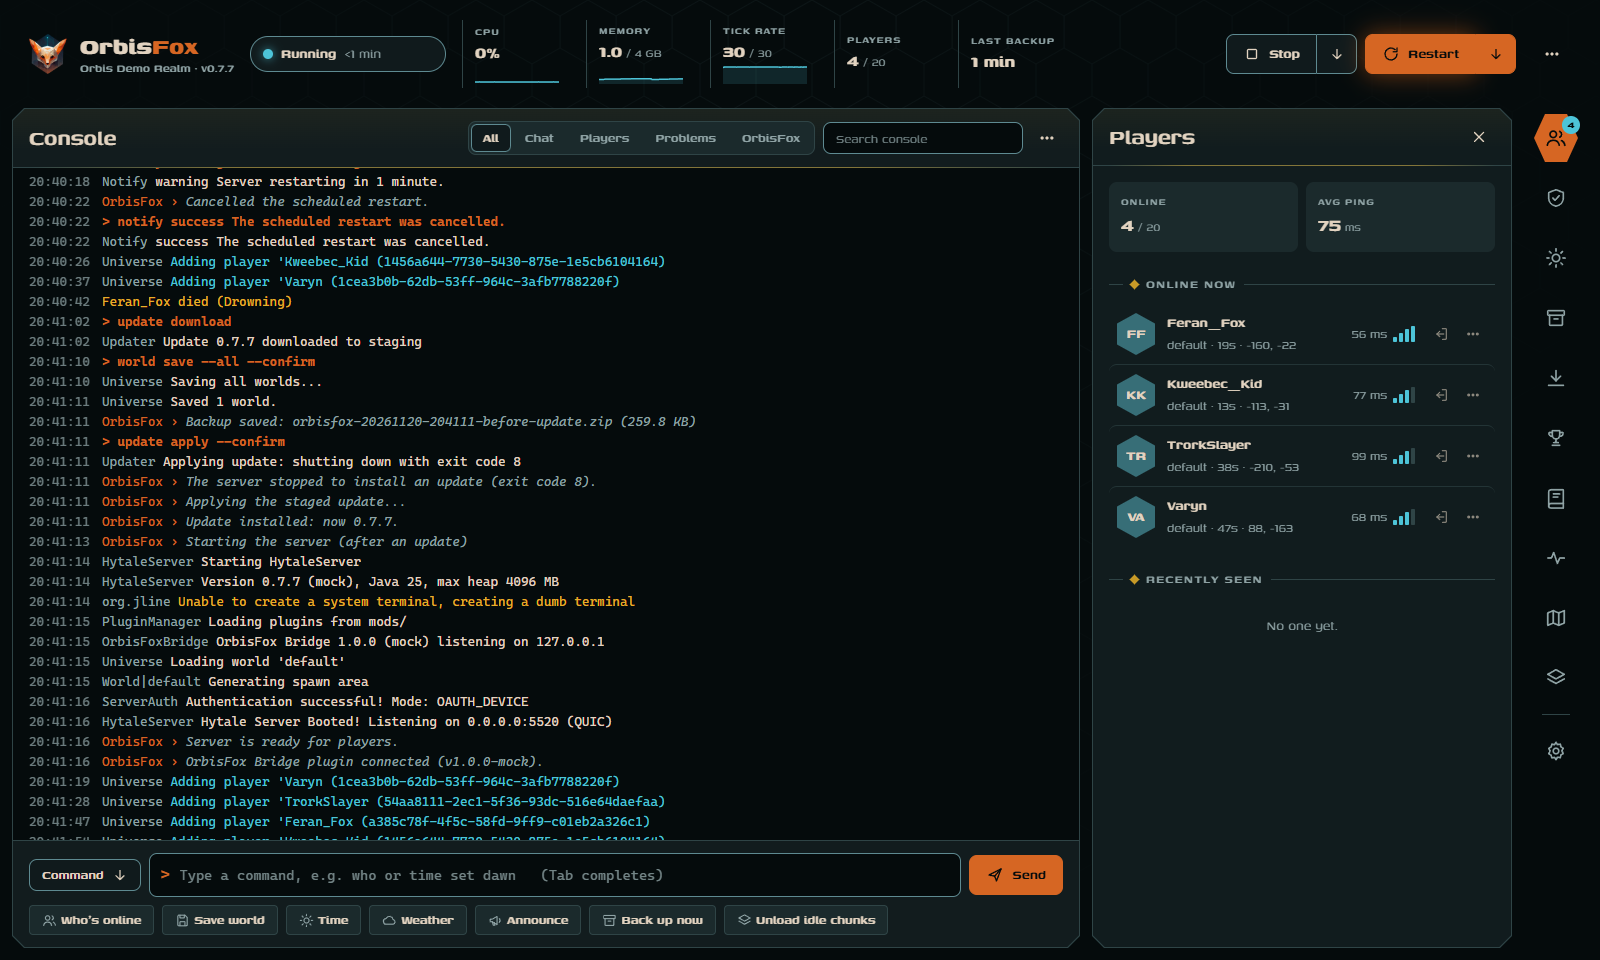 OrbisFox
Orbis Demo Realm · v0.7.7
Running <1 min
CPU
0%
MEMORY
1.0 / 4 GB
TICK RATE
30 / 30
PLAYERS
4 / 20
LAST BACKUP
1 min
Stop
Restart
Console
All
Chat
Players
Problems
OrbisFox
Search console
20:40:18 Notify warning Server restarting in 1 minute.
20:40:22 OrbisFox › Cancelled the scheduled restart.
20:40:22 > notify success The scheduled restart was cancelled.
20:40:22 Notify success The scheduled restart was cancelled.
20:40:26 Universe Adding player 'Kweebec_Kid (1456a644-7730-5430-875e-1e5cb6104164)
20:40:37 Universe Adding player 'Varyn (1cea3b0b-62db-53ff-964c-3afb7788220f)
20:40:42 Feran_Fox died (Drowning)
20:41:02 > update download
20:41:02 Updater Update 0.7.7 downloaded to staging
20:41:10 > world save --all --confirm
20:41:10 Universe Saving all worlds...
20:41:11 Universe Saved 1 world.
20:41:11 OrbisFox › Backup saved: orbisfox-20261120-204111-before-update.zip (259.8 KB)
20:41:11 > update apply --confirm
20:41:11 Updater Applying update: shutting down with exit code 8
20:41:11 OrbisFox › The server stopped to install an update (exit code 8).
20:41:11 OrbisFox › Applying the staged update...
20:41:11 OrbisFox › Update installed: now 0.7.7.
20:41:13 OrbisFox › Starting the server (after an update)
20:41:14 HytaleServer Starting HytaleServer
20:41:14 HytaleServer Version 0.7.7 (mock), Java 25, max heap 4096 MB
20:41:14 org.jline Unable to create a system terminal, creating a dumb terminal
20:41:15 PluginManager Loading plugins from mods/
20:41:15 OrbisFoxBridge OrbisFox Bridge 1.0.0 (mock) listening on 127.0.0.1
20:41:15 Universe Loading world 'default'
20:41:15 World|default Generating spawn area
20:41:16 ServerAuth Authentication successful! Mode: OAUTH_DEVICE
20:41:16 HytaleServer Hytale Server Booted! Listening on 0.0.0.0:5520 (QUIC)
20:41:16 OrbisFox › Server is ready for players.
20:41:16 OrbisFox › OrbisFox Bridge plugin connected (v1.0.0-mock).
20:41:19 Universe Adding player 'Varyn (1cea3b0b-62db-53ff-964c-3afb7788220f)
20:41:28 Universe Adding player 'TrorkSlayer (54aa8111-2ec1-5f36-93dc-516e64daefaa)
20:41:47 Universe Adding player 'Feran_Fox (a385c78f-4f5c-58fd-9ff9-c01eb2a326c1)
Command
> Type a command, e.g. who or time set dawn (Tab completes)
Send
Who's online
Save world
Time
Weather
Announce
Back up now
Unload idle chunks
Players
ONLINE
4 / 20
AVG PING
75 ms
ONLINE NOW
FF
Feran_Fox
default · 19s · -160, -22
56 ms
KK
Kweebec_Kid
default · 13s · -113, -31
77 ms
TR
TrorkSlayer
default · 38s · -210, -53
99 ms
VA
Varyn
default · 47s · 88, -163
68 ms
RECENTLY SEEN
No one yet.
4